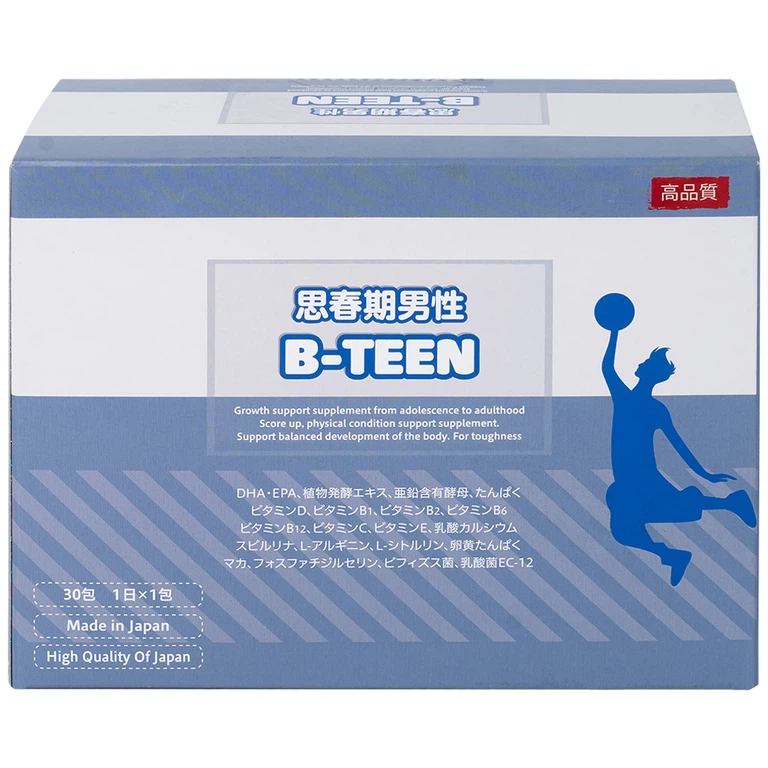 思春期男性
B-TEEN
高品質
思春期男性
B-TEEN
Growth support supplement from adolescence to adulthood
Score up, physical condition support supplement.
Support balanced development of the body. For toughness
DHA・EPA、植物発酵エキス、亜鉛含有酵母、たんぱく
ビタミンD、ビタミンB1、ビタミンB2、ビタミンB6
ビタミンB12、ビタミンC、ビタミンE、乳酸カルシウム
スピルリナ、L-アルギニン、L-シトルリン、卵黄たんぱく
マカ、フォスファチジルセリン、ビフィズス菌、乳酸菌EC-12
30包 1日×1包
Made in Japan
High Quality Of Japan